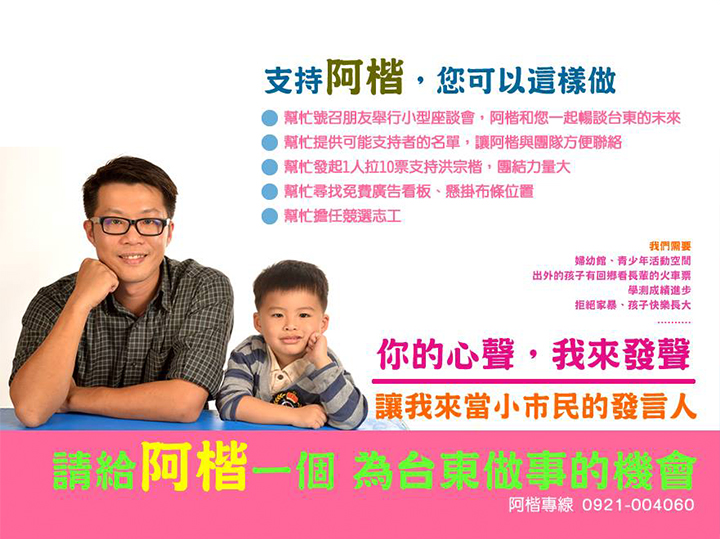 支持阿楷，您可以這樣做
幫忙號召朋友舉行小型座談會，阿楷和您一起暢談台東的未來
幫忙提供可能支持者的名單，讓阿楷與團隊方便聯絡
幫忙發起1人拉10票支持洪宗楷，團結力量大
幫忙尋找免費廣告看板、懸掛布條位置
幫忙擔任競選志工
我們需要
婦幼館、青少年活動空間
出外的孩子有回鄉看長輩的火車票
學測成績進步
拒絕家暴、孩子快樂長大
..........
你的心聲，我來發聲
讓我來當小市民的發言人
請給阿楷一個 為台東做事的機會
阿楷專線 0921-004060